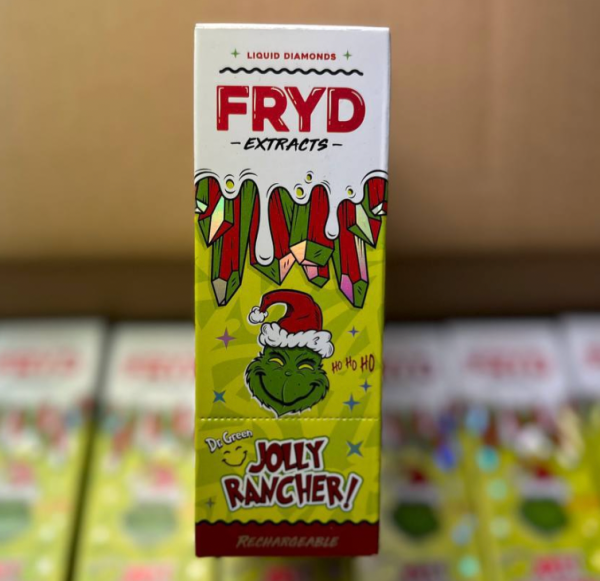 LIQUID DIAMONDS
FRYD
-EXTRACTS-
HO HO HO
Dr. Green
JOLLY
RANCHER!
RECHARGEABLE